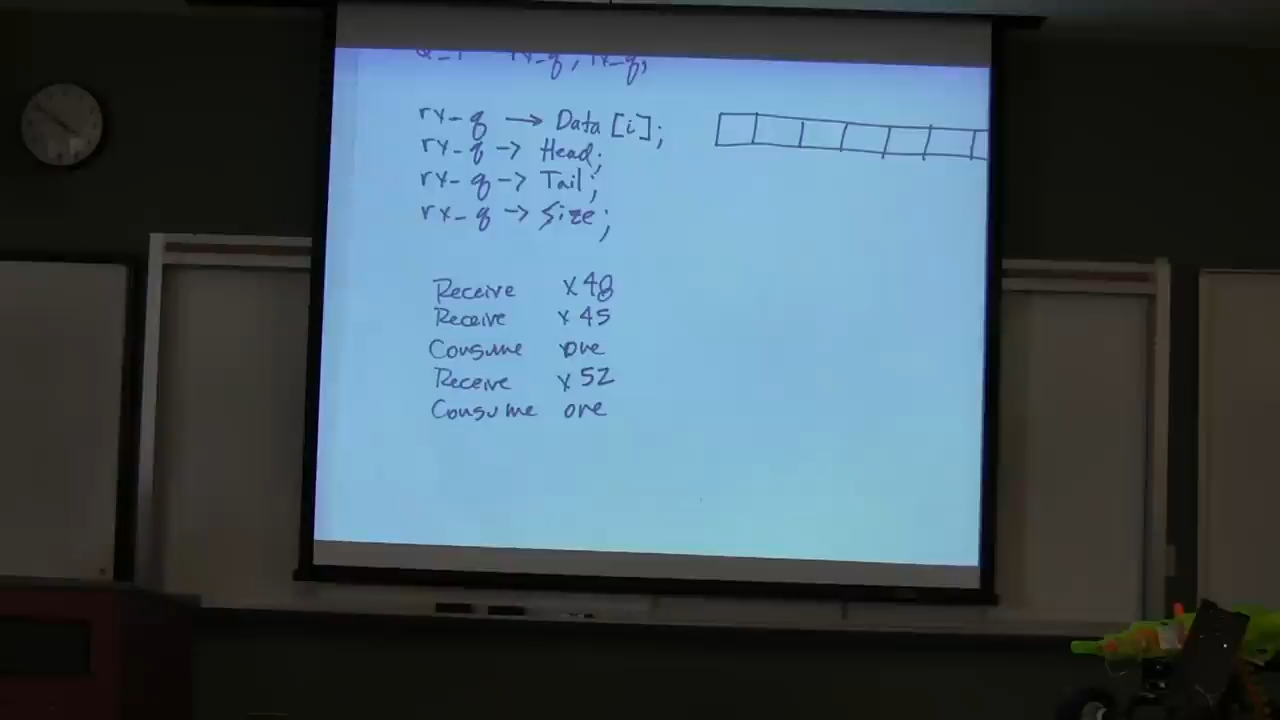 rx_q → Data [i];
rx_q -> Head;
rx_q -> Tail;
rx_q -> Size;
Receive x48
Receive x45
Consume one
Receive x52
Consume one